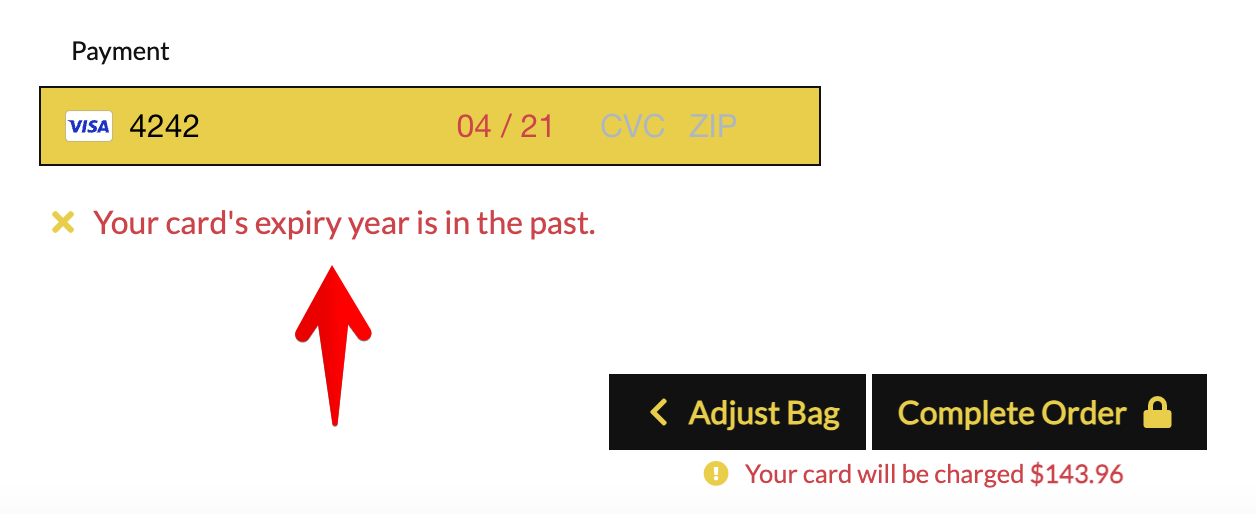 Payment
VISA 4242 04 / 21 CVC ZIP
Your card's expiry year is in the past.
Adjust Bag
Complete Order
Your card will be charged $143.96